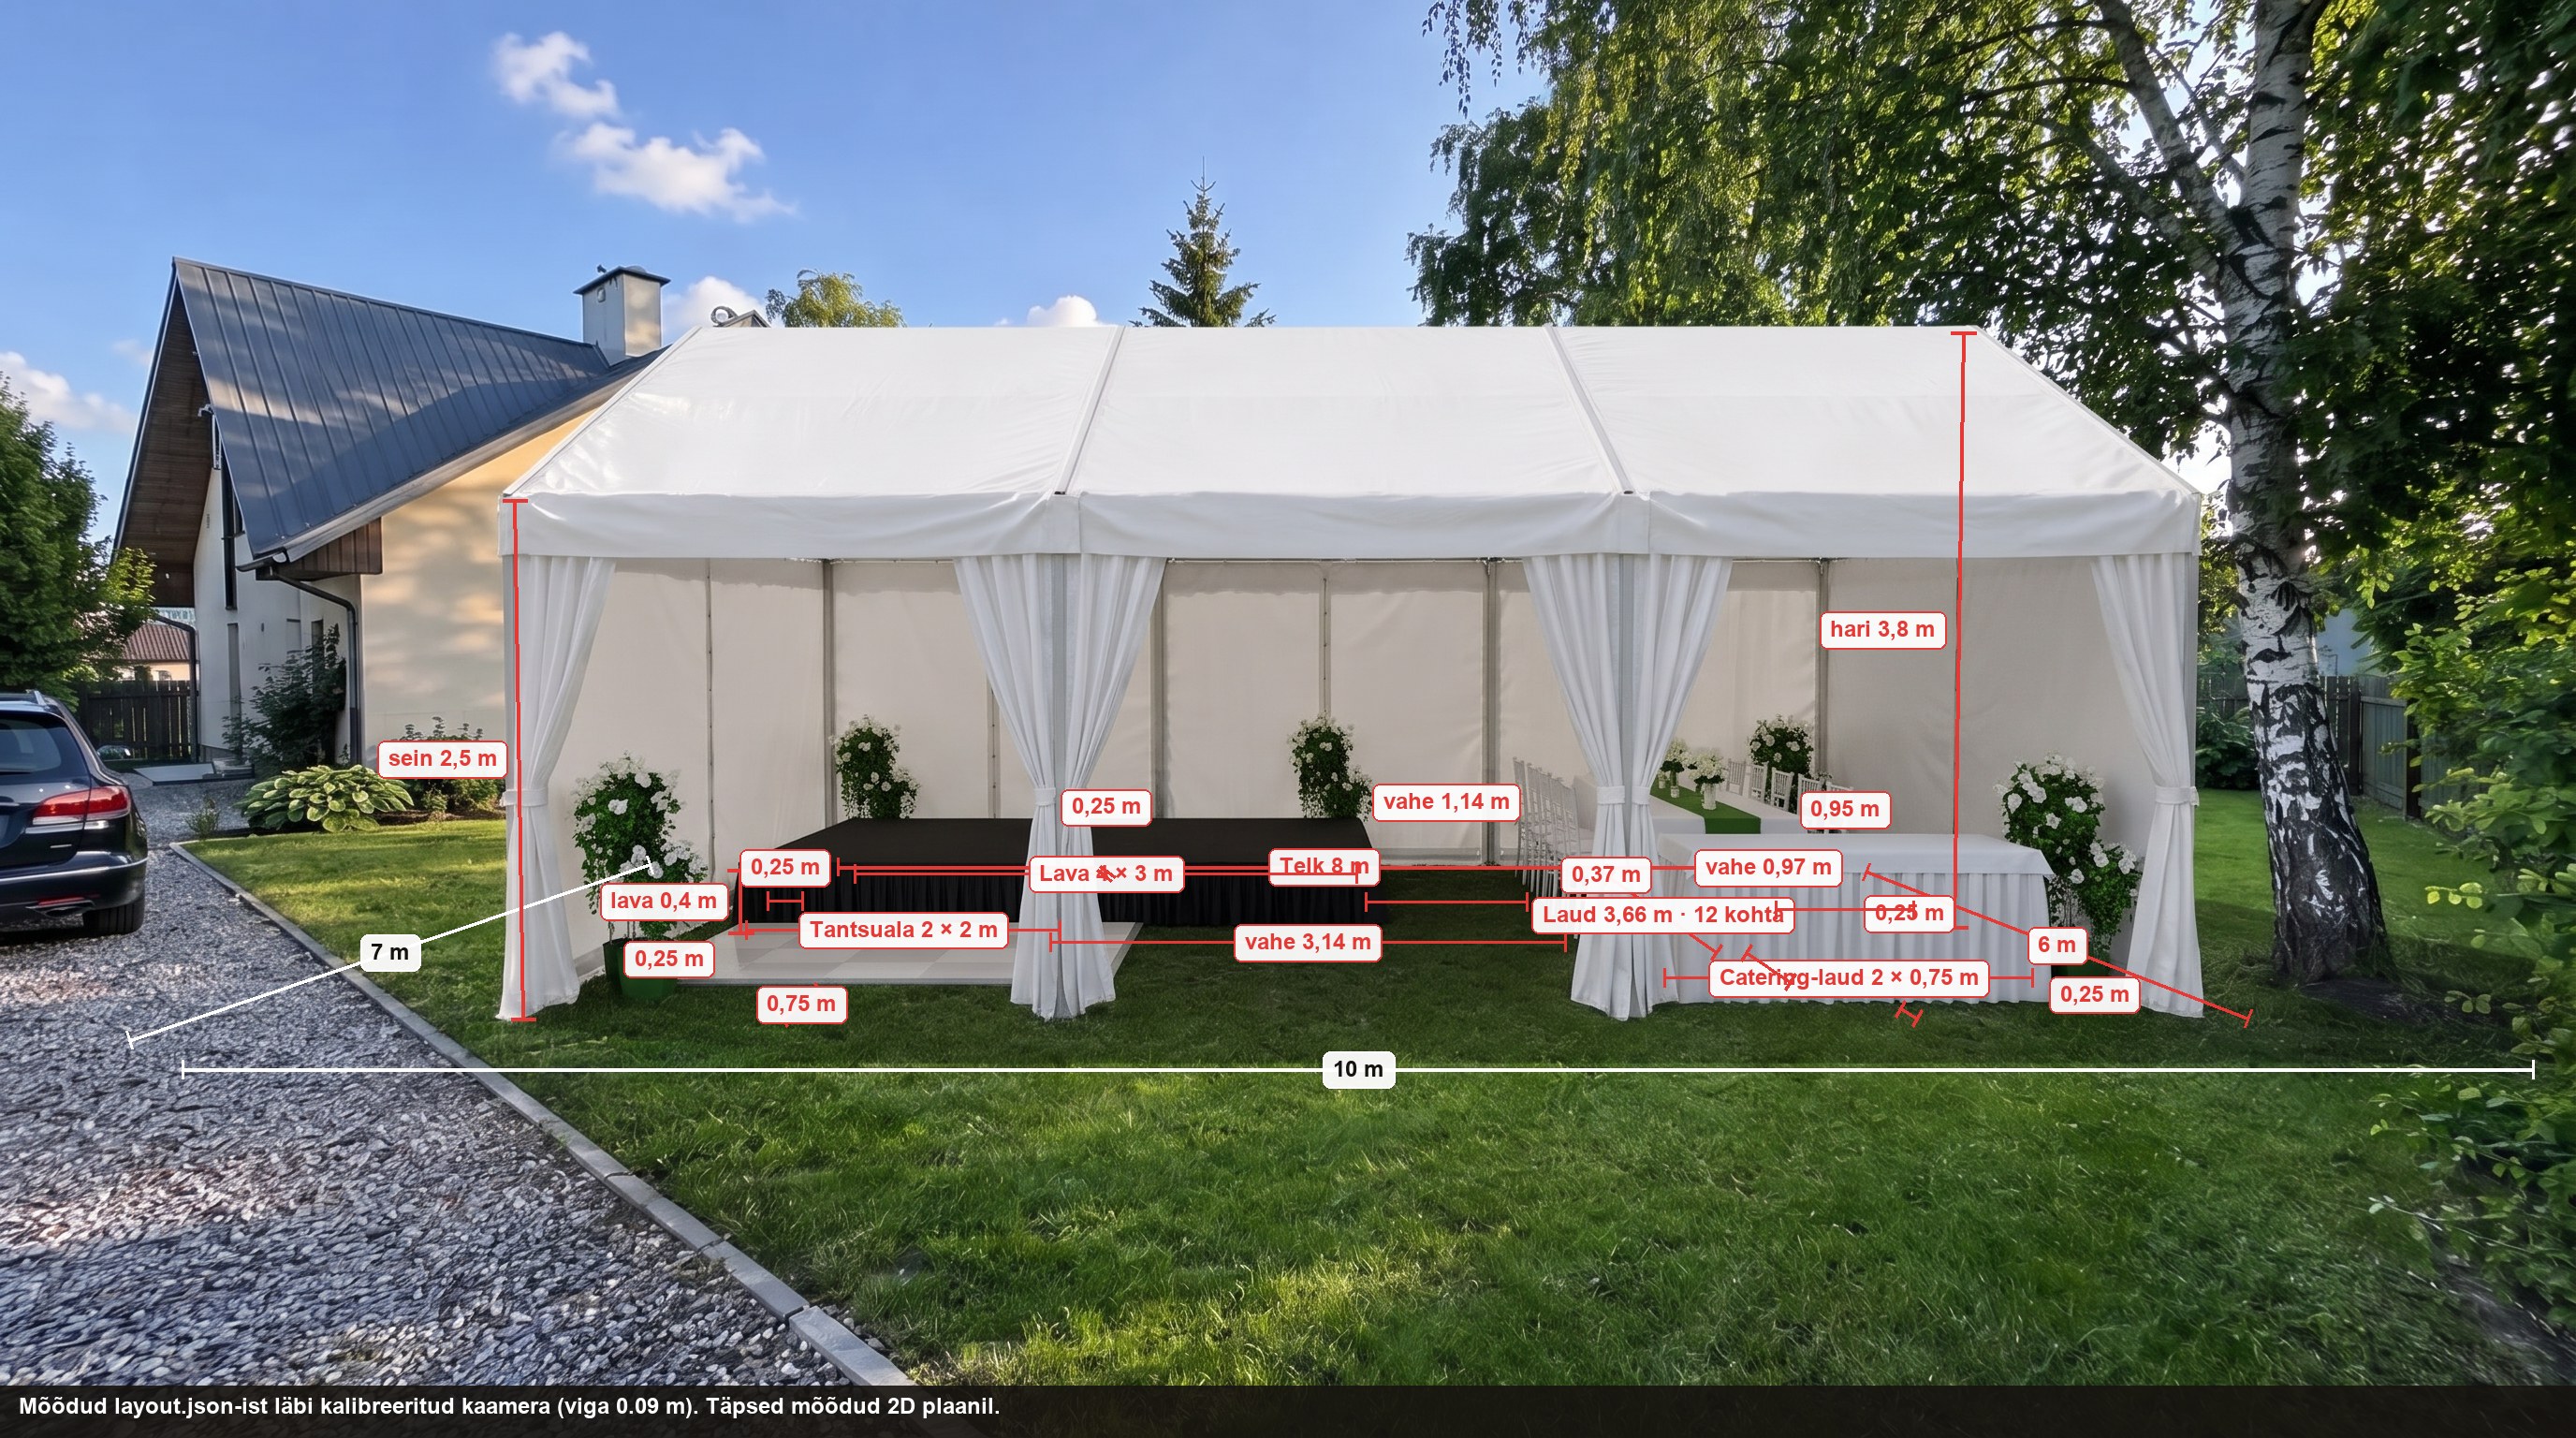 hari 3,8 m
sein 2,5 m
0,25 m
vahe 1,14 m
0,95 m
0,25 m
Lava × 3 m
Telk 8 m
0,37 m
vahe 0,97 m
lava 0,4 m
Laud 3,66 m · 12 kohta
0,25 m
Tantsuala 2 × 2 m
vahe 3,14 m
6 m
7 m
0,25 m
Catering-laud 2 × 0,75 m
0,25 m
0,75 m
10 m
Mõõdud layout.json-ist läbi kalibreeritud kaamera (viga 0.09 m). Täpsed mõõdud 2D plaanil.